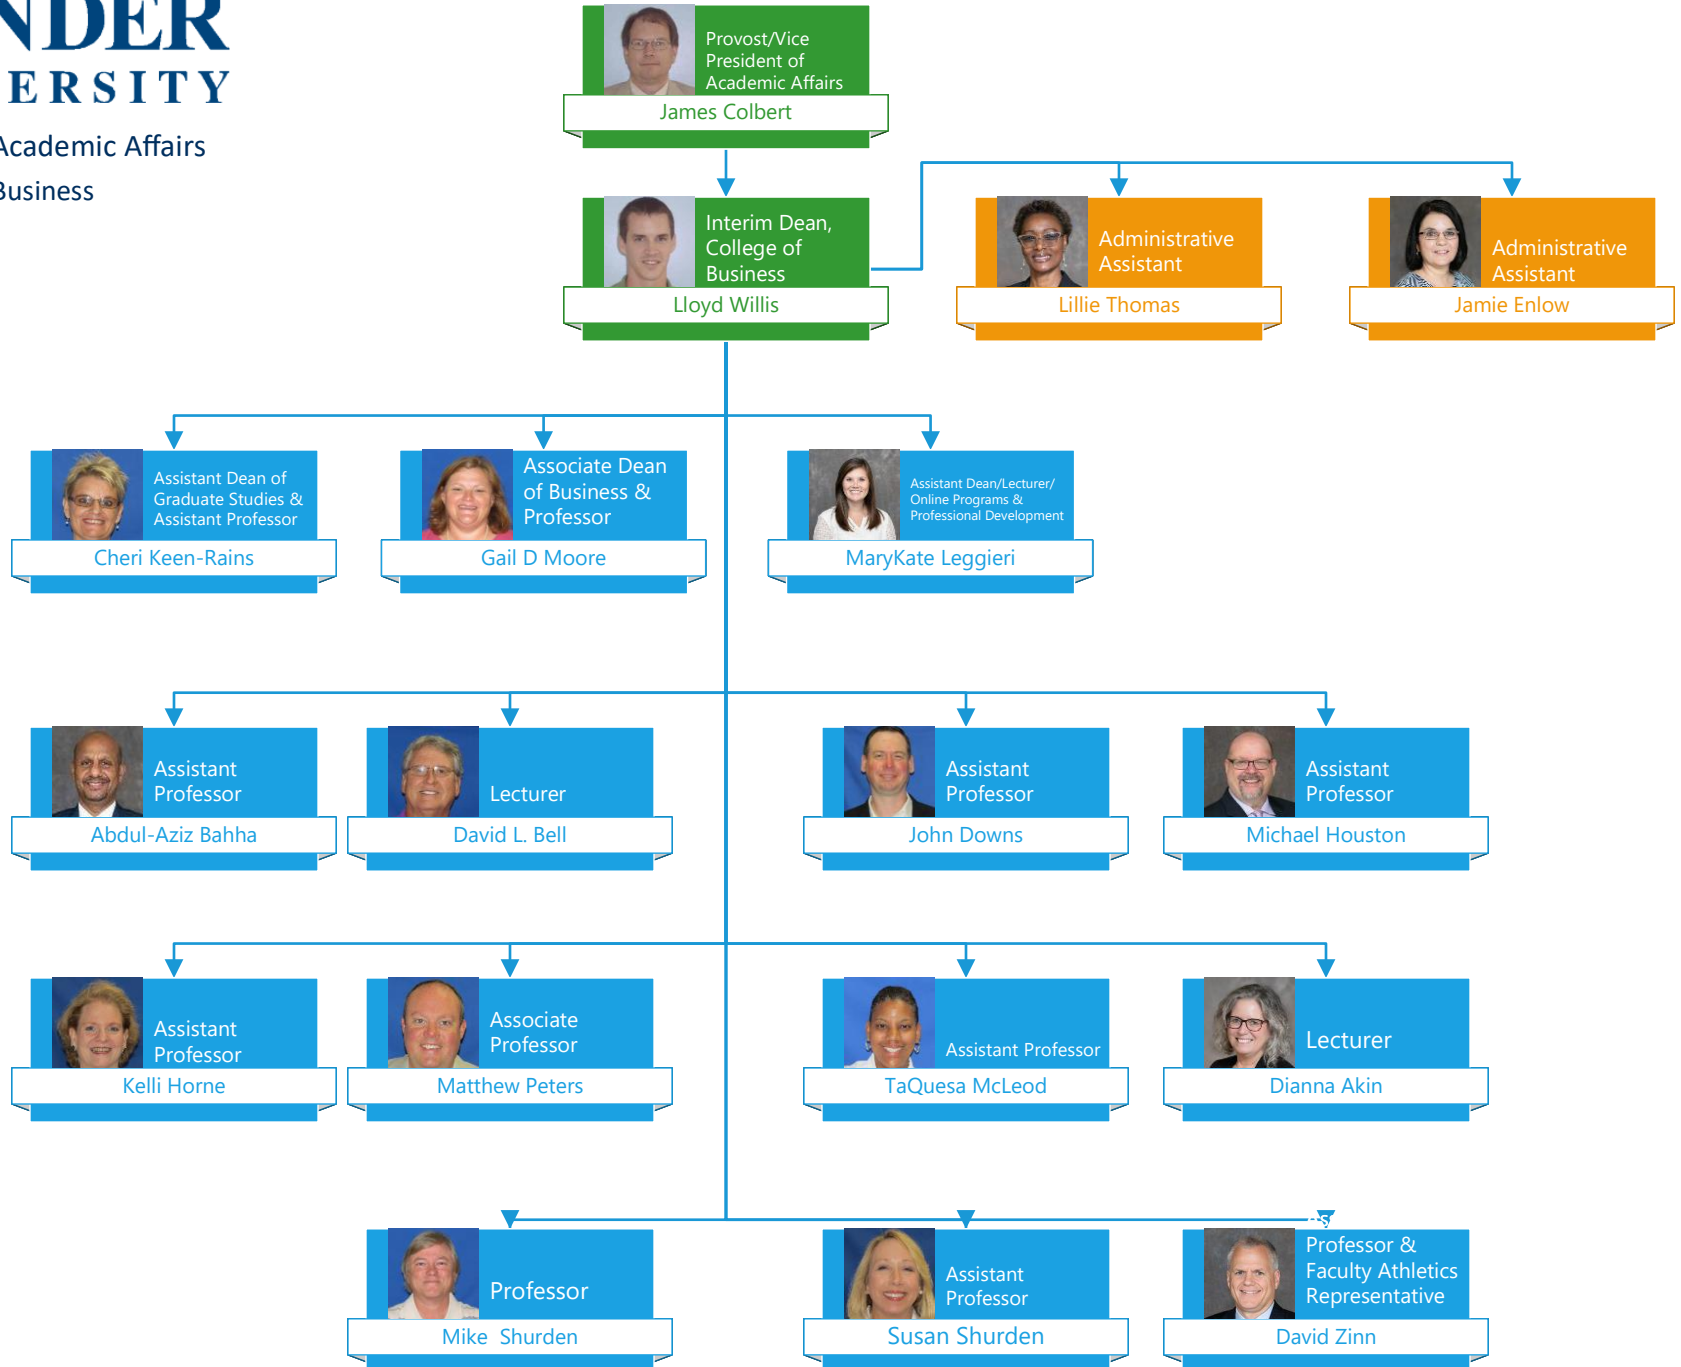 NDER
ERSITY
Academic Affairs
Business
Provost/Vice
President of
Academic Affairs
James Colbert
Interim Dean,
College of
Business
Lloyd Willis
Administrative
Assistant
Lillie Thomas
Administrative
Assistant
Jamie Enlow
Assistant Dean of
Graduate Studies &
Assistant Professor
Cheri Keen-Rains
Associate Dean
of Business &
Professor
Gail D Moore
Assistant Dean/Lecturer/
Online Programs &
Professional Development
MaryKate Leggieri
Assistant
Professor
Abdul-Aziz Bahha
Lecturer
David L. Bell
Assistant
Professor
John Downs
Assistant
Professor
Michael Houston
Assistant
Professor
Kelli Horne
Associate
Professor
Matthew Peters
Assistant Professor
TaQuesa McLeod
Lecturer
Dianna Akin
Professor
Mike Shurden
Assistant
Professor
Susan Shurden
Professor &
Faculty Athletics
Representative
David Zinn